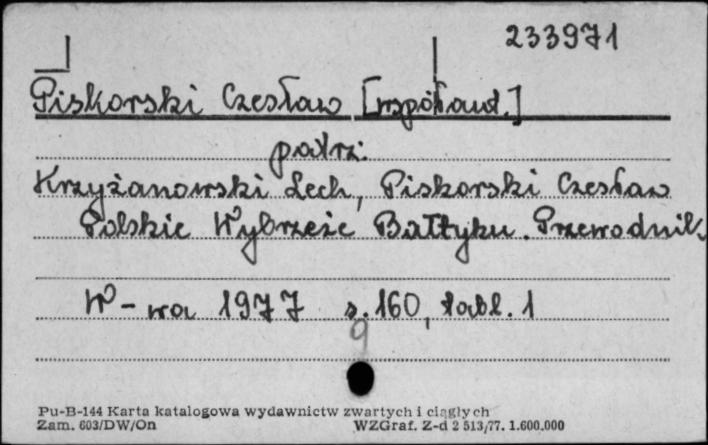 233971
Piskorski Czesław [współaut.]
patrz:
Krzyżanowski Lech, Piskorski Czesław
Polskie Wybrzeże Bałtyku. Przewodnik.
W-wa 1977 s. 160, tabl. 1
9
Pu-B-144 Karta katalogowa wydawnictw zwartych i ciągłych
Zam. 603/DW/On WZGraf. Z-d 2 513/77. 1.600.000